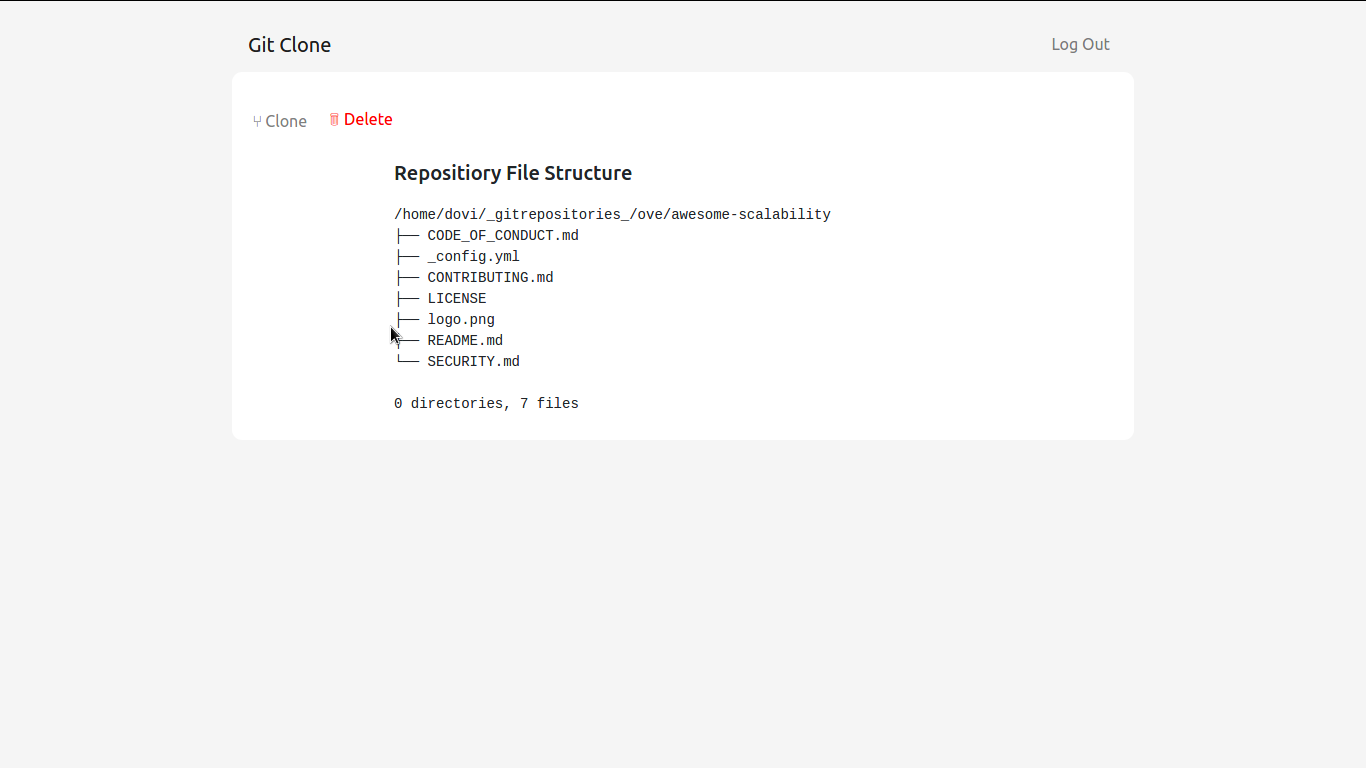 Git Clone
Log Out
Clone
Delete
Repositiory File Structure
/home/dovi/_gitrepositories_/ove/awesome-scalability
├── CODE_OF_CONDUCT.md
├── _config.yml
├── CONTRIBUTING.md
├── LICENSE
├── logo.png
├── README.md
└── SECURITY.md
0 directories, 7 files